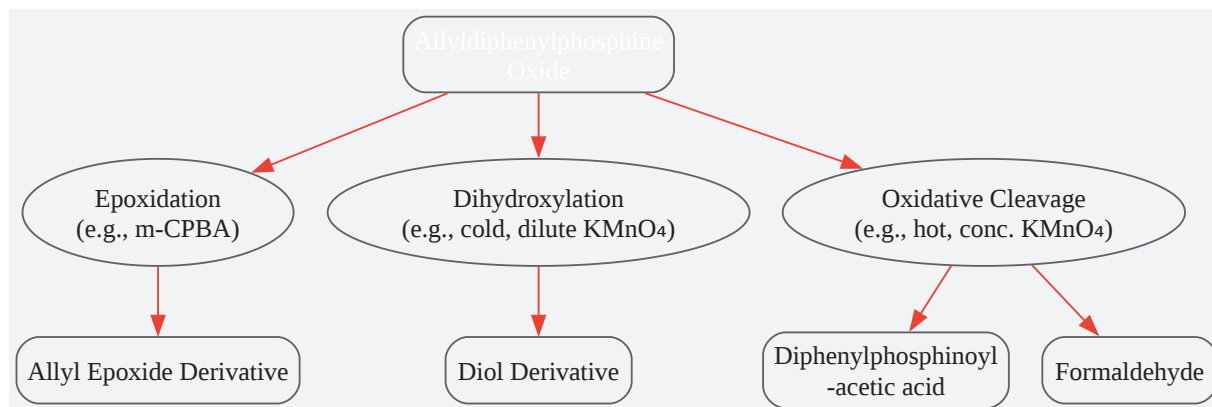 Allyldiphenylphosphine
Oxide
Epoxidation
(e.g., m-CPBA)
Dihydroxylation
(e.g., cold, dilute KMnO₄)
Oxidative Cleavage
(e.g., hot, conc. KMnO₄)
Allyl Epoxide Derivative
Diol Derivative
Diphenylphosphinoyl
-acetic acid
Formaldehyde